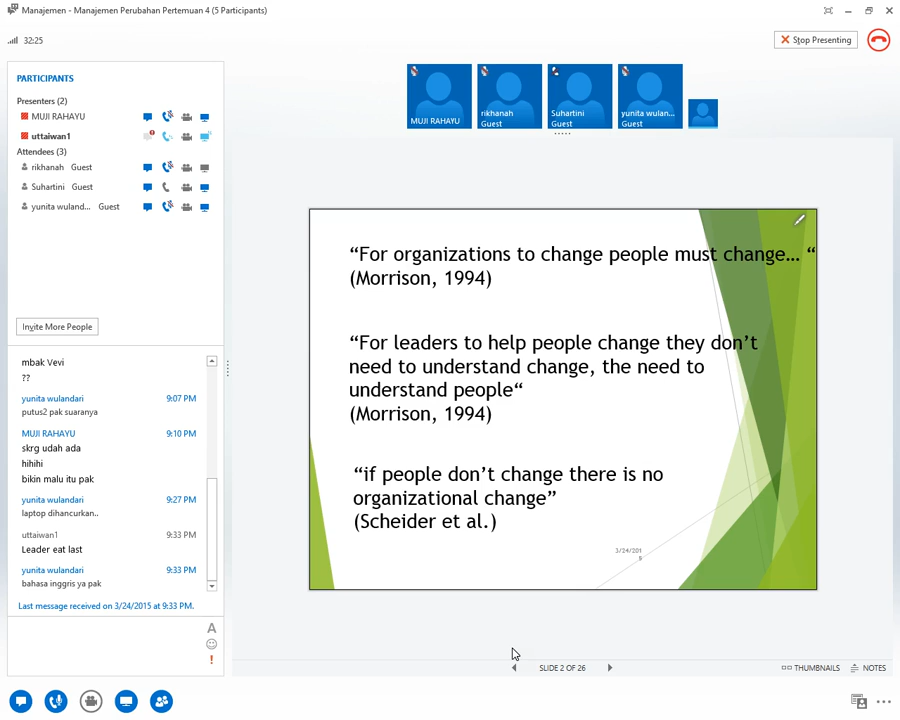 Manajemen - Manajemen Perubahan Pertemuan 4 (5 Participants)
32:25
Stop Presenting
PARTICIPANTS
Presenters (2)
MUJI RAHAYU
uttaiwan1
Attendees (3)
rikhanah Guest
Suhartini Guest
yunita wuland... Guest
Invite More People
mbak Vevi
??
yunita wulandari 9:07 PM
putus2 pak suaranya
MUJI RAHAYU 9:10 PM
skrg udah ada
hihihi
bikin malu itu pak
yunita wulandari 9:27 PM
laptop dihancurkan..
uttaiwan1 9:33 PM
Leader eat last
yunita wulandari 9:33 PM
bahasa inggris ya pak
Last message received on 3/24/2015 at 9:33 PM.
A
!
MUJI RAHAYU
rikhanah
Guest
Suhartini
Guest
yunita wulan...
Guest
“For organizations to change people must change... “
(Morrison, 1994)
“For leaders to help people change they don’t
need to understand change, the need to
understand people“
(Morrison, 1994)
“if people don’t change there is no
organizational change”
(Scheider et al.)
3/24/201
5
SLIDE 2 OF 26
THUMBNAILS
NOTES